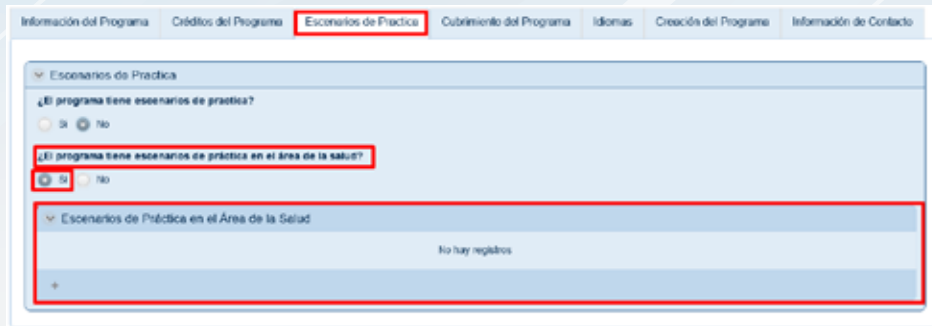 Información del Programa Créditos del Programa Escenarios de Practica Cubrimiento del Programa Idiomas Creación del Programa Información de Contacto
Escenarios de Practica
¿El programa tiene escenarios de practica?
Si No
¿El programa tiene escenarios de práctica en el área de la salud?
Si No
Escenarios de Práctica en el Área de la Salud
No hay registros
+